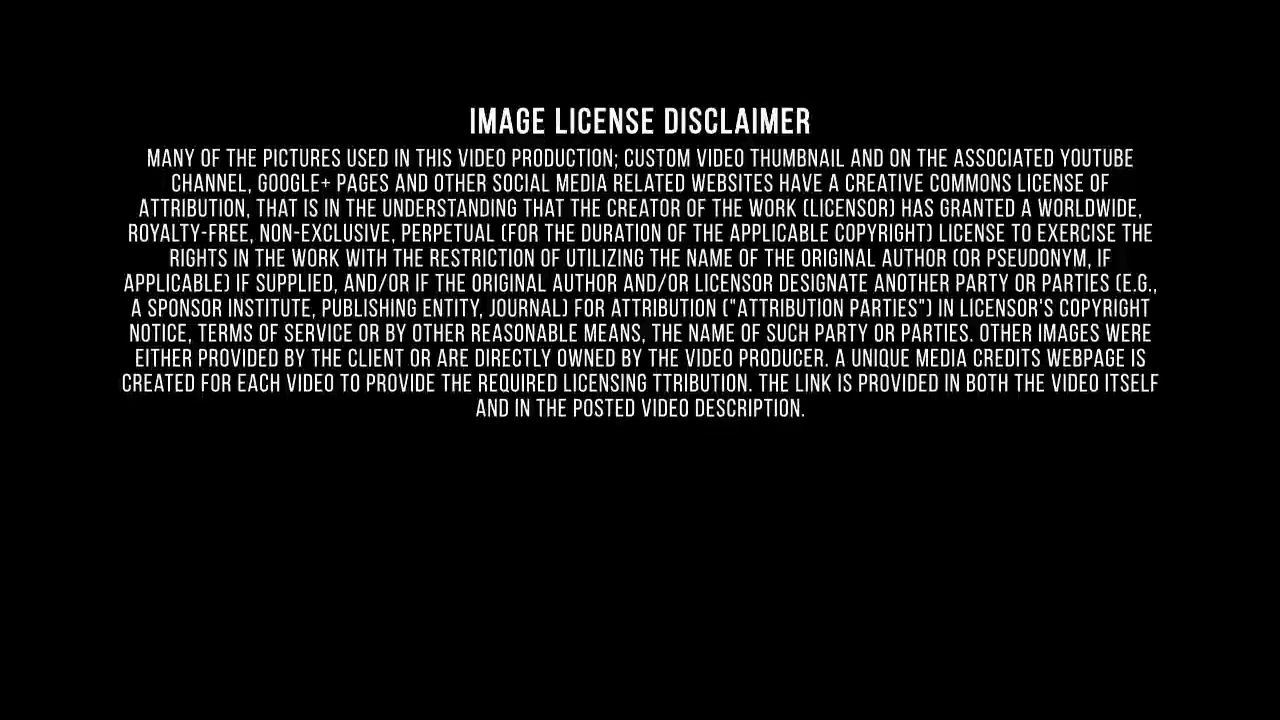 IMAGE LICENSE DISCLAIMER
MANY OF THE PICTURES USED IN THIS VIDEO PRODUCTION; CUSTOM VIDEO THUMBNAIL AND ON THE ASSOCIATED YOUTUBE
CHANNEL, GOOGLE+ PAGES AND OTHER SOCIAL MEDIA RELATED WEBSITES HAVE A CREATIVE COMMONS LICENSE OF
ATTRIBUTION, THAT IS IN THE UNDERSTANDING THAT THE CREATOR OF THE WORK (LICENSOR) HAS GRANTED A WORLDWIDE,
ROYALTY-FREE, NON-EXCLUSIVE, PERPETUAL (FOR THE DURATION OF THE APPLICABLE COPYRIGHT) LICENSE TO EXERCISE THE
RIGHTS IN THE WORK WITH THE RESTRICTION OF UTILIZING THE NAME OF THE ORIGINAL AUTHOR (OR PSEUDONYM, IF
APPLICABLE) IF SUPPLIED, AND/OR IF THE ORIGINAL AUTHOR AND/OR LICENSOR DESIGNATE ANOTHER PARTY OR PARTIES (E.G.,
A SPONSOR INSTITUTE, PUBLISHING ENTITY, JOURNAL) FOR ATTRIBUTION ("ATTRIBUTION PARTIES") IN LICENSOR'S COPYRIGHT
NOTICE, TERMS OF SERVICE OR BY OTHER REASONABLE MEANS, THE NAME OF SUCH PARTY OR PARTIES. OTHER IMAGES WERE
EITHER PROVIDED BY THE CLIENT OR ARE DIRECTLY OWNED BY THE VIDEO PRODUCER. A UNIQUE MEDIA CREDITS WEBPAGE IS
CREATED FOR EACH VIDEO TO PROVIDE THE REQUIRED LICENSING TTRIBUTION. THE LINK IS PROVIDED IN BOTH THE VIDEO ITSELF
AND IN THE POSTED VIDEO DESCRIPTION.